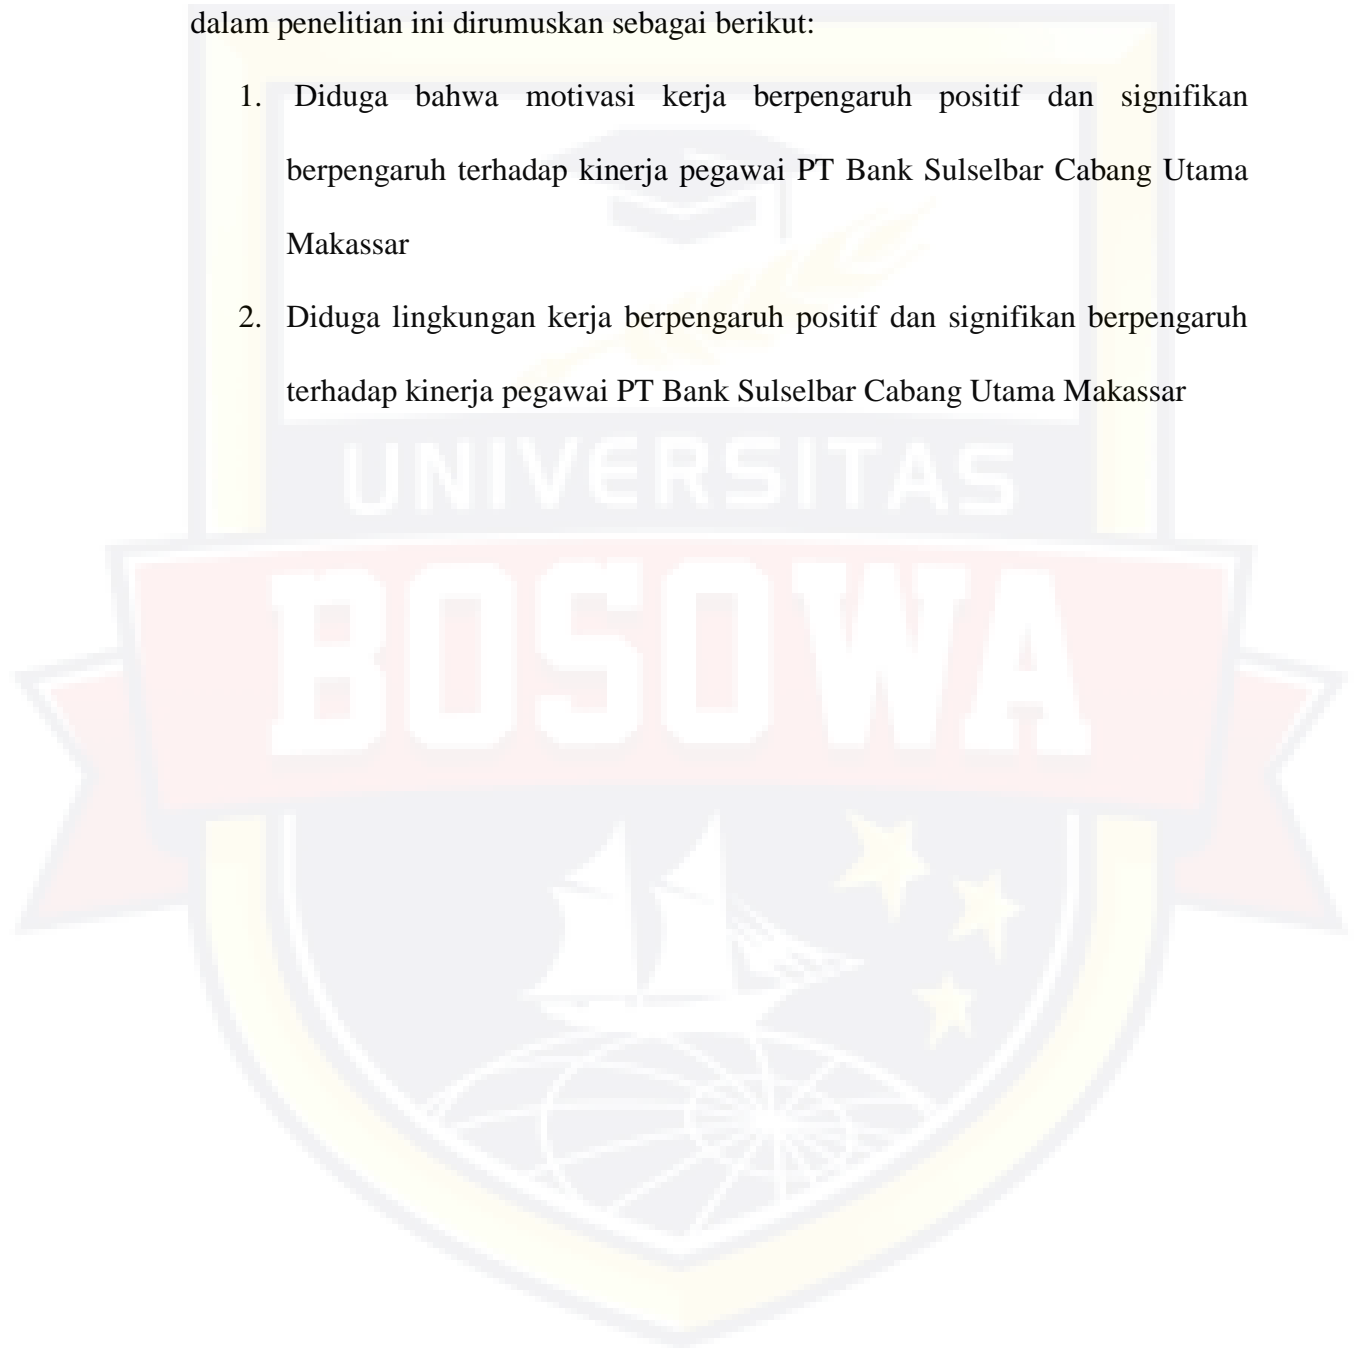 dalam penelitian ini dirumuskan sebagai berikut:
1. Diduga bahwa motivasi kerja berpengaruh positif dan signifikan
berpengaruh terhadap kinerja pegawai PT Bank Sulselbar Cabang Utama
Makassar
2. Diduga lingkungan kerja berpengaruh positif dan signifikan berpengaruh
terhadap kinerja pegawai PT Bank Sulselbar Cabang Utama Makassar
UNIVERSITAS
BOSOWA